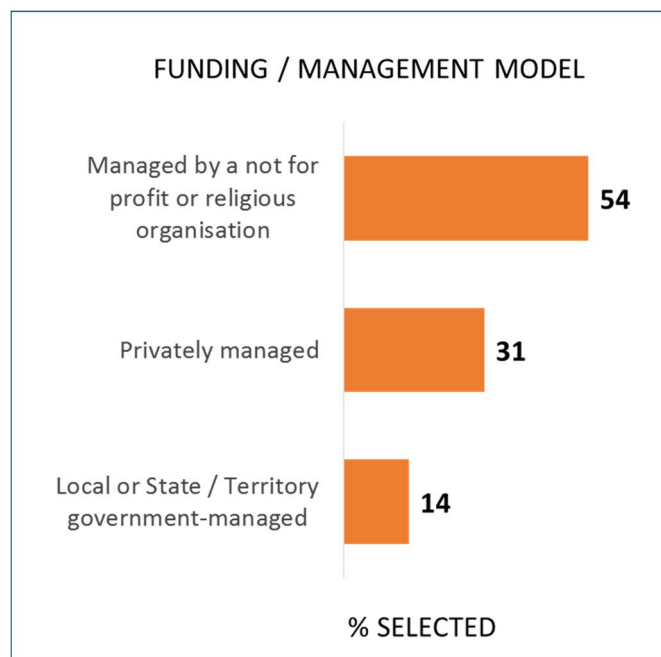 FUNDING / MANAGEMENT MODEL
Managed by a not for
profit or religious
organisation
54
Privately managed
31
Local or State / Territory
government-managed
14
% SELECTED